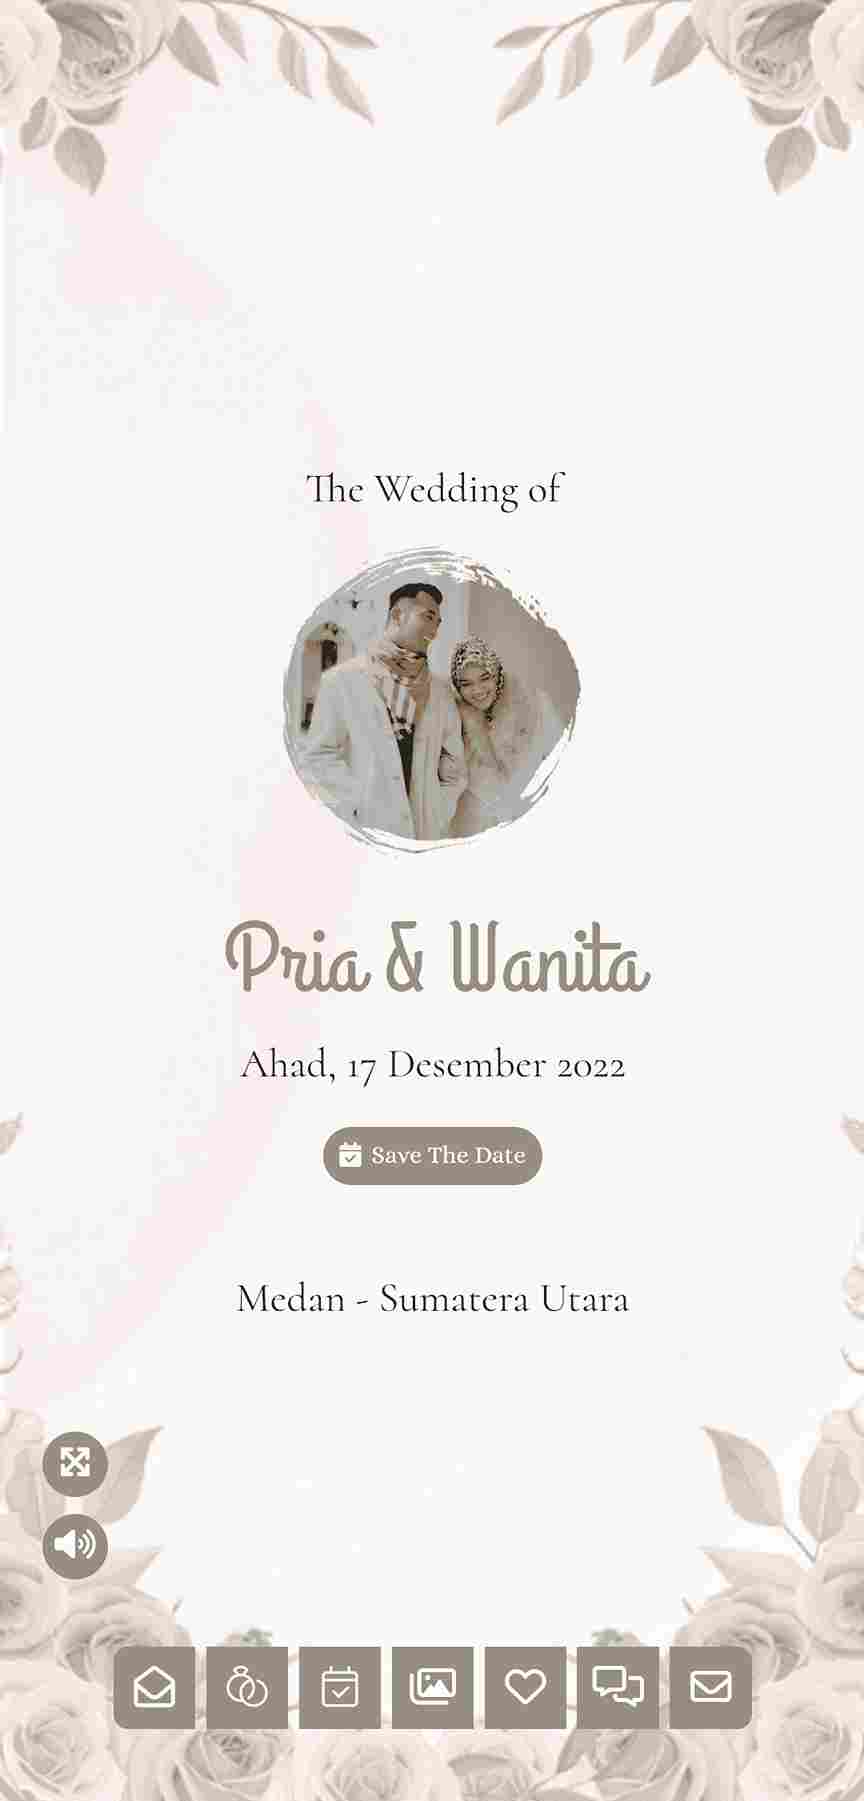 The Wedding of
Pria & Wanita
Ahad, 17 Desember 2022
Save The Date
Medan - Sumatera Utara